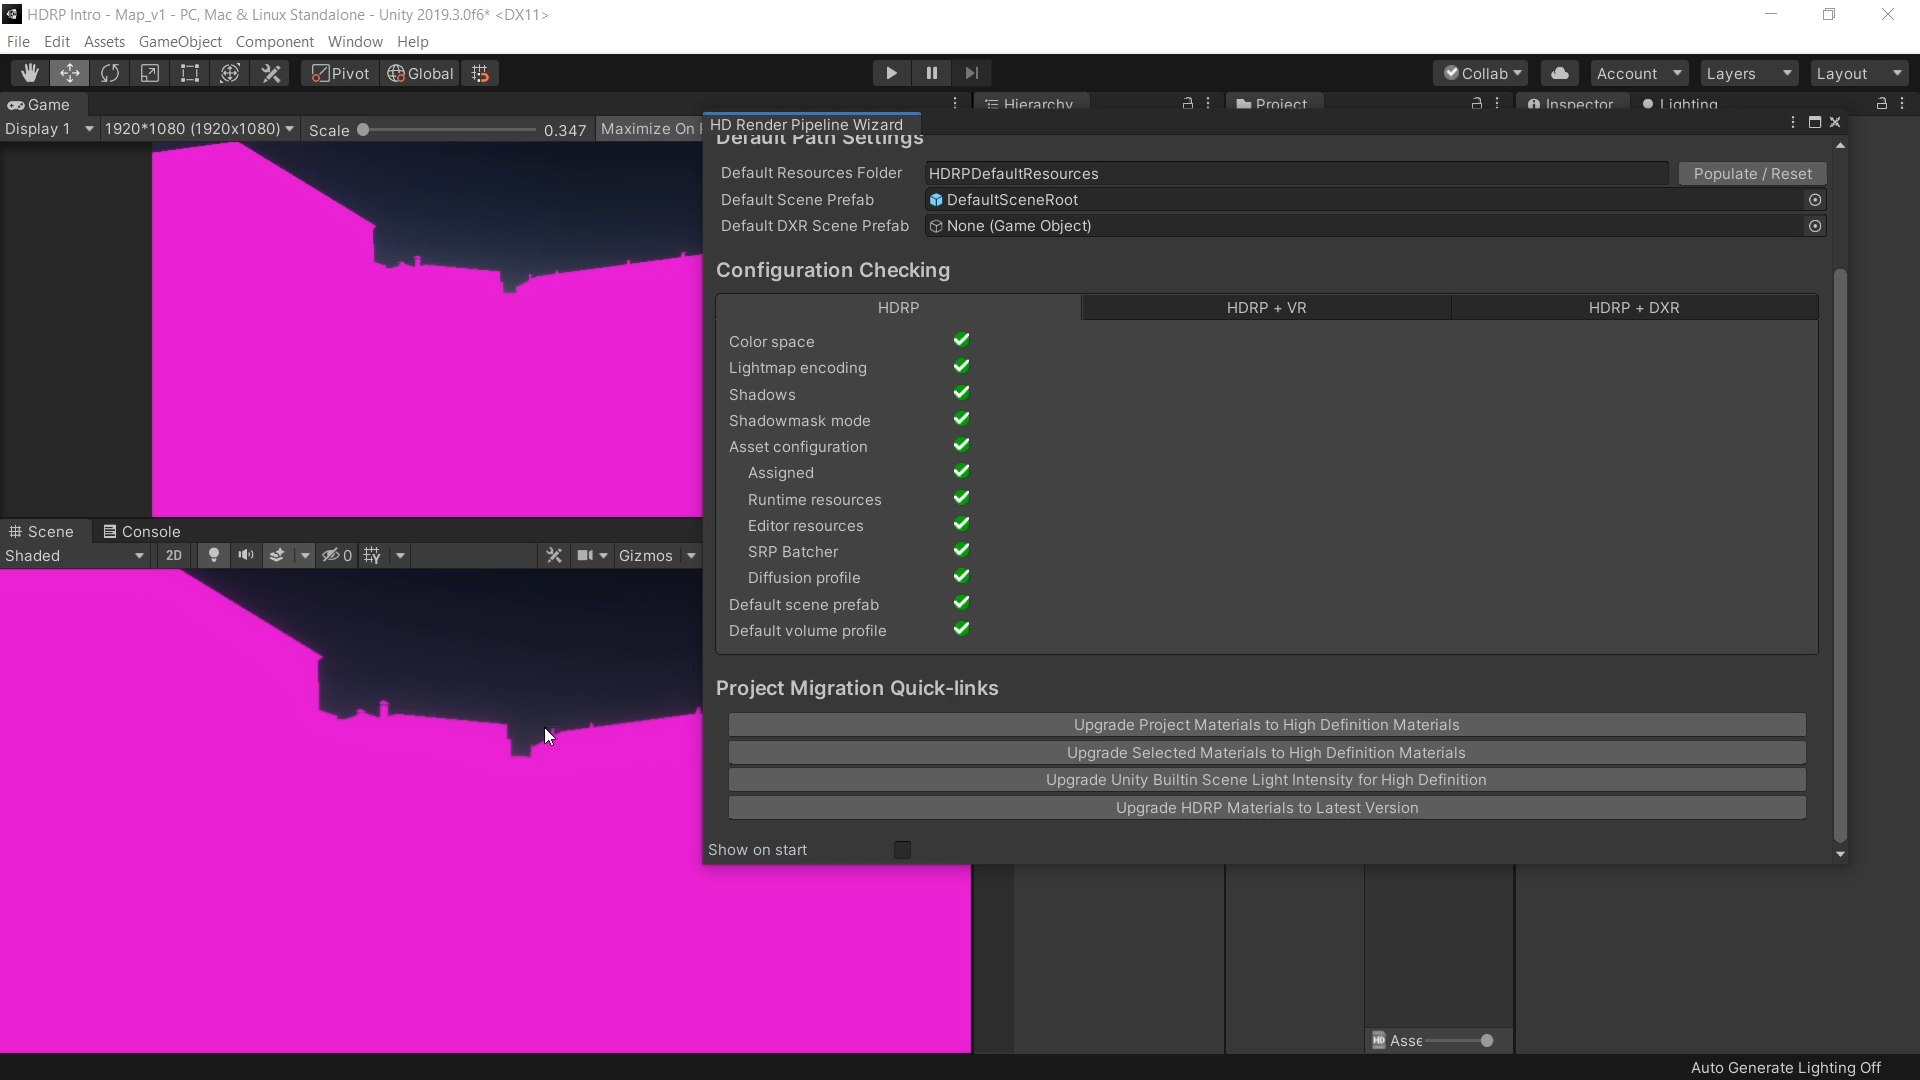 HDRP Intro - Map_v1 - PC, Mac & Linux Standalone - Unity 2019.3.0f6* <DX11>
File Edit Assets GameObject Component Window Help
Pivot Global Collab Account Layers Layout
Game Hierarchy Project Inspector Lighting
Display 1 1920*1080 (1920x1080) Scale 0.347 Maximize On
HD Render Pipeline Wizard
Default Path Settings
Default Resources Folder HDRPDefaultResources Populate / Reset
Default Scene Prefab DefaultSceneRoot
Default DXR Scene Prefab None (Game Object)
Configuration Checking
HDRP HDRP + VR HDRP + DXR
Color space
Lightmap encoding
Shadows
Shadowmask mode
Asset configuration
Assigned
Runtime resources
Editor resources
SRP Batcher
Diffusion profile
Default scene prefab
Default volume profile
Project Migration Quick-links
Upgrade Project Materials to High Definition Materials
Upgrade Selected Materials to High Definition Materials
Upgrade Unity Builtin Scene Light Intensity for High Definition
Upgrade HDRP Materials to Latest Version
Show on start
Scene Console
Shaded 2D 0 Gizmos
HD Asse
Auto Generate Lighting Off